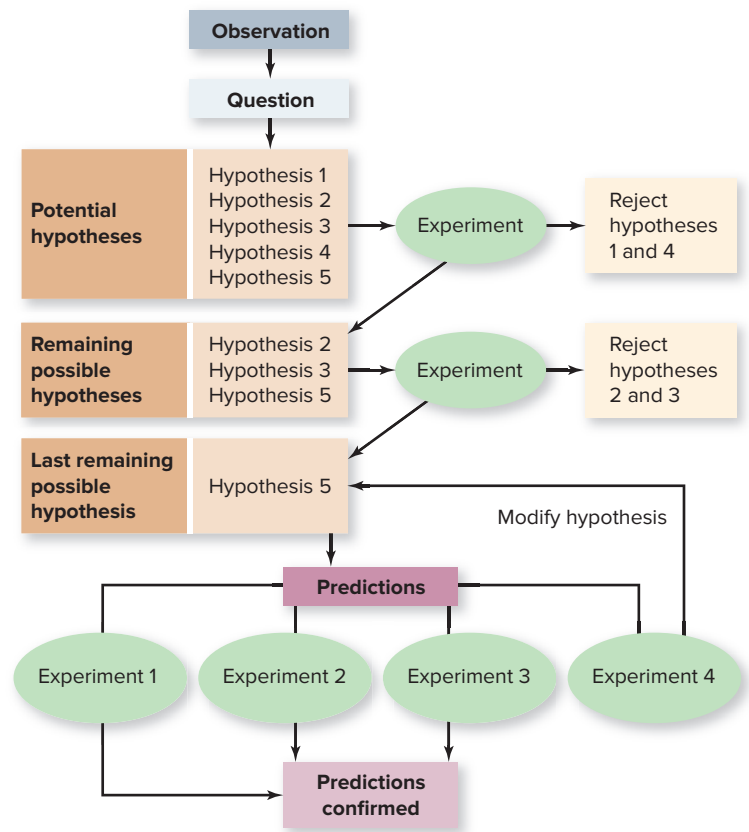 Observation
Question
Potential
hypotheses
Hypothesis 1
Hypothesis 2
Hypothesis 3
Hypothesis 4
Hypothesis 5
Experiment
Reject
hypotheses
1 and 4
Remaining
possible
hypotheses
Hypothesis 2
Hypothesis 3
Hypothesis 5
Experiment
Reject
hypotheses
2 and 3
Last remaining
possible
hypothesis
Hypothesis 5
Modify hypothesis
Predictions
Experiment 1
Experiment 2
Experiment 3
Experiment 4
Predictions
confirmed